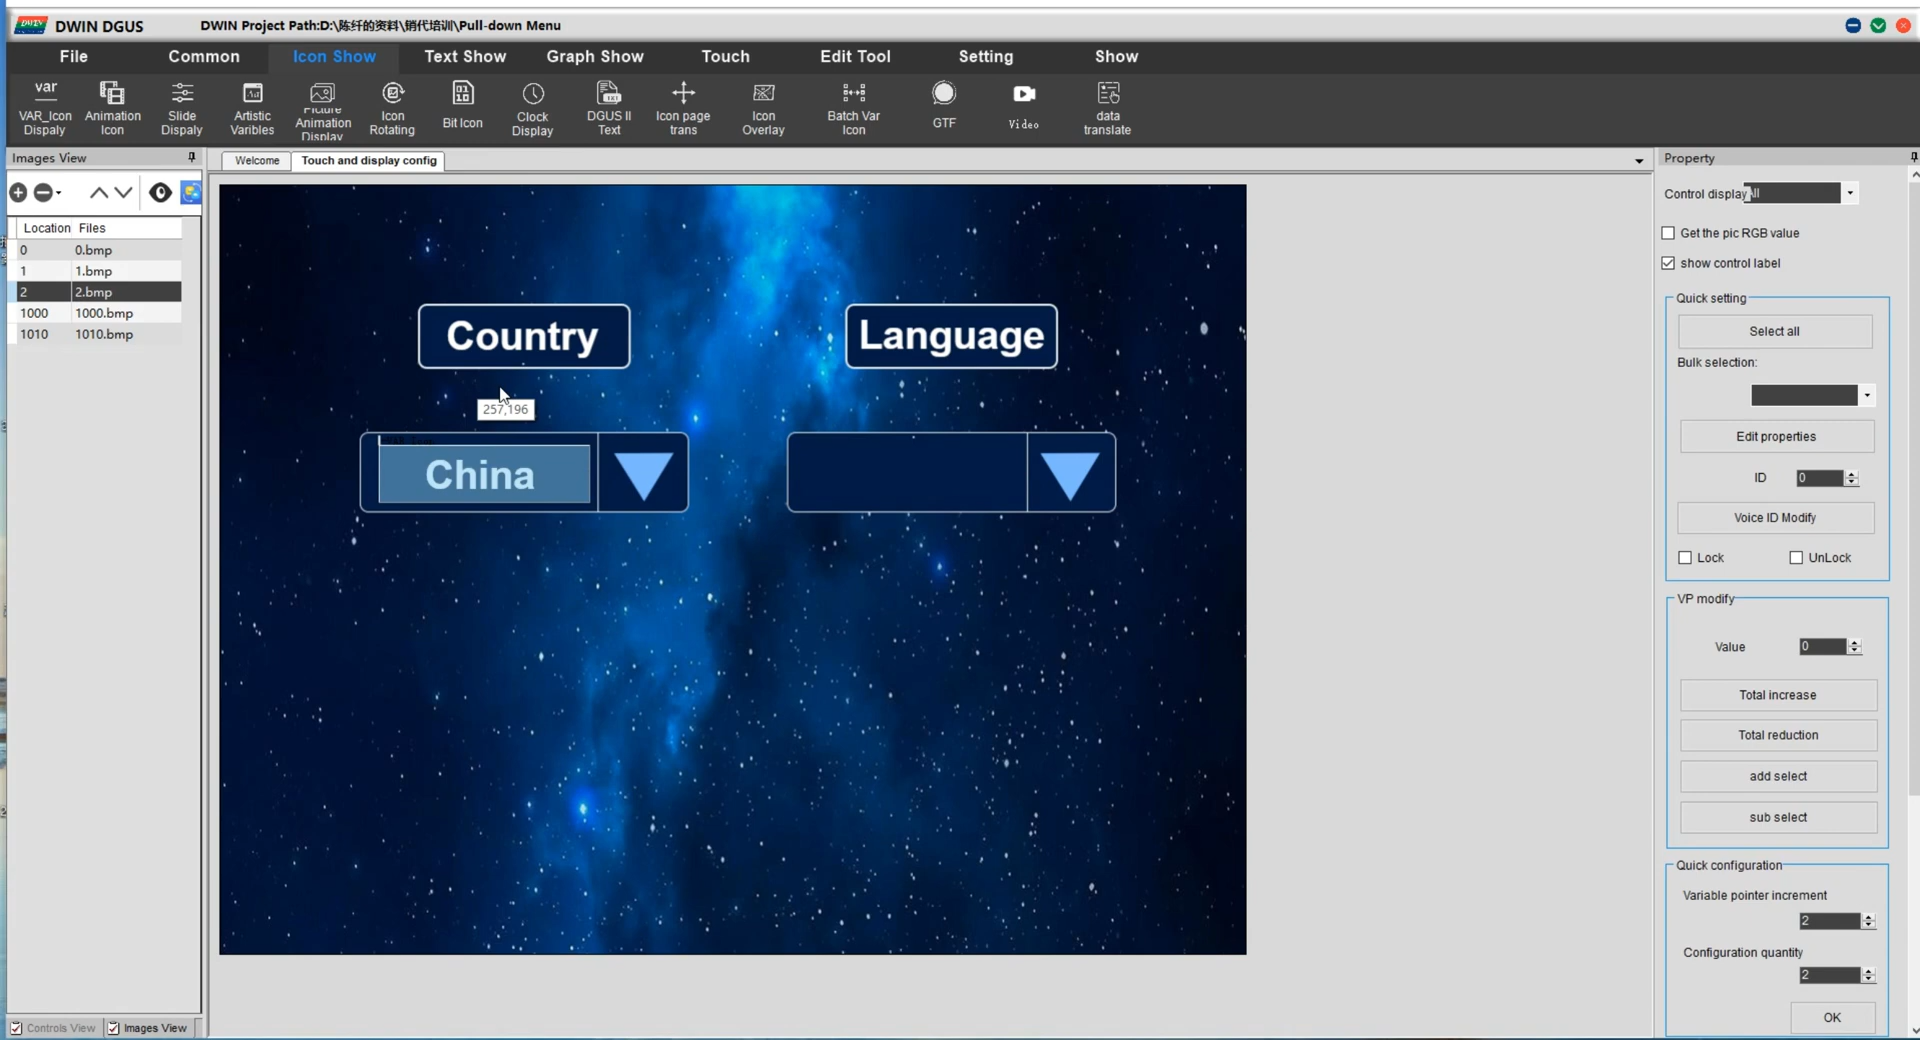 DWIN DGUS
DWIN Project Path:D:\陈纤的资料\销代培训\Pull-down Menu
File
Common
Icon Show
Text Show
Graph Show
Touch
Edit Tool
Setting
Show
var
VAR_Icon
Dispaly
Animation
Icon
Slide
Dispaly
Artistic
Varibles
Picture
Animation
Display
Icon
Rotating
Bit Icon
Clock
Display
DGUS II
Text
Icon page
trans
Icon
Overlay
Batch Var
Icon
GTF
Video
data
translate
Images View
Welcome
Touch and display config
Location Files
0 0.bmp
1 1.bmp
2 2.bmp
1000 1000.bmp
1010 1010.bmp
Country
Language
257,196
China
Property
Control display
Get the pic RGB value
show control label
Quick setting
Select all
Bulk selection:
Edit properties
ID 0
Voice ID Modify
Lock
UnLock
VP modify
Value 0
Total increase
Total reduction
add select
sub select
Quick configuration
Variable pointer increment
2
Configuration quantity
2
OK
Controls View
Images View